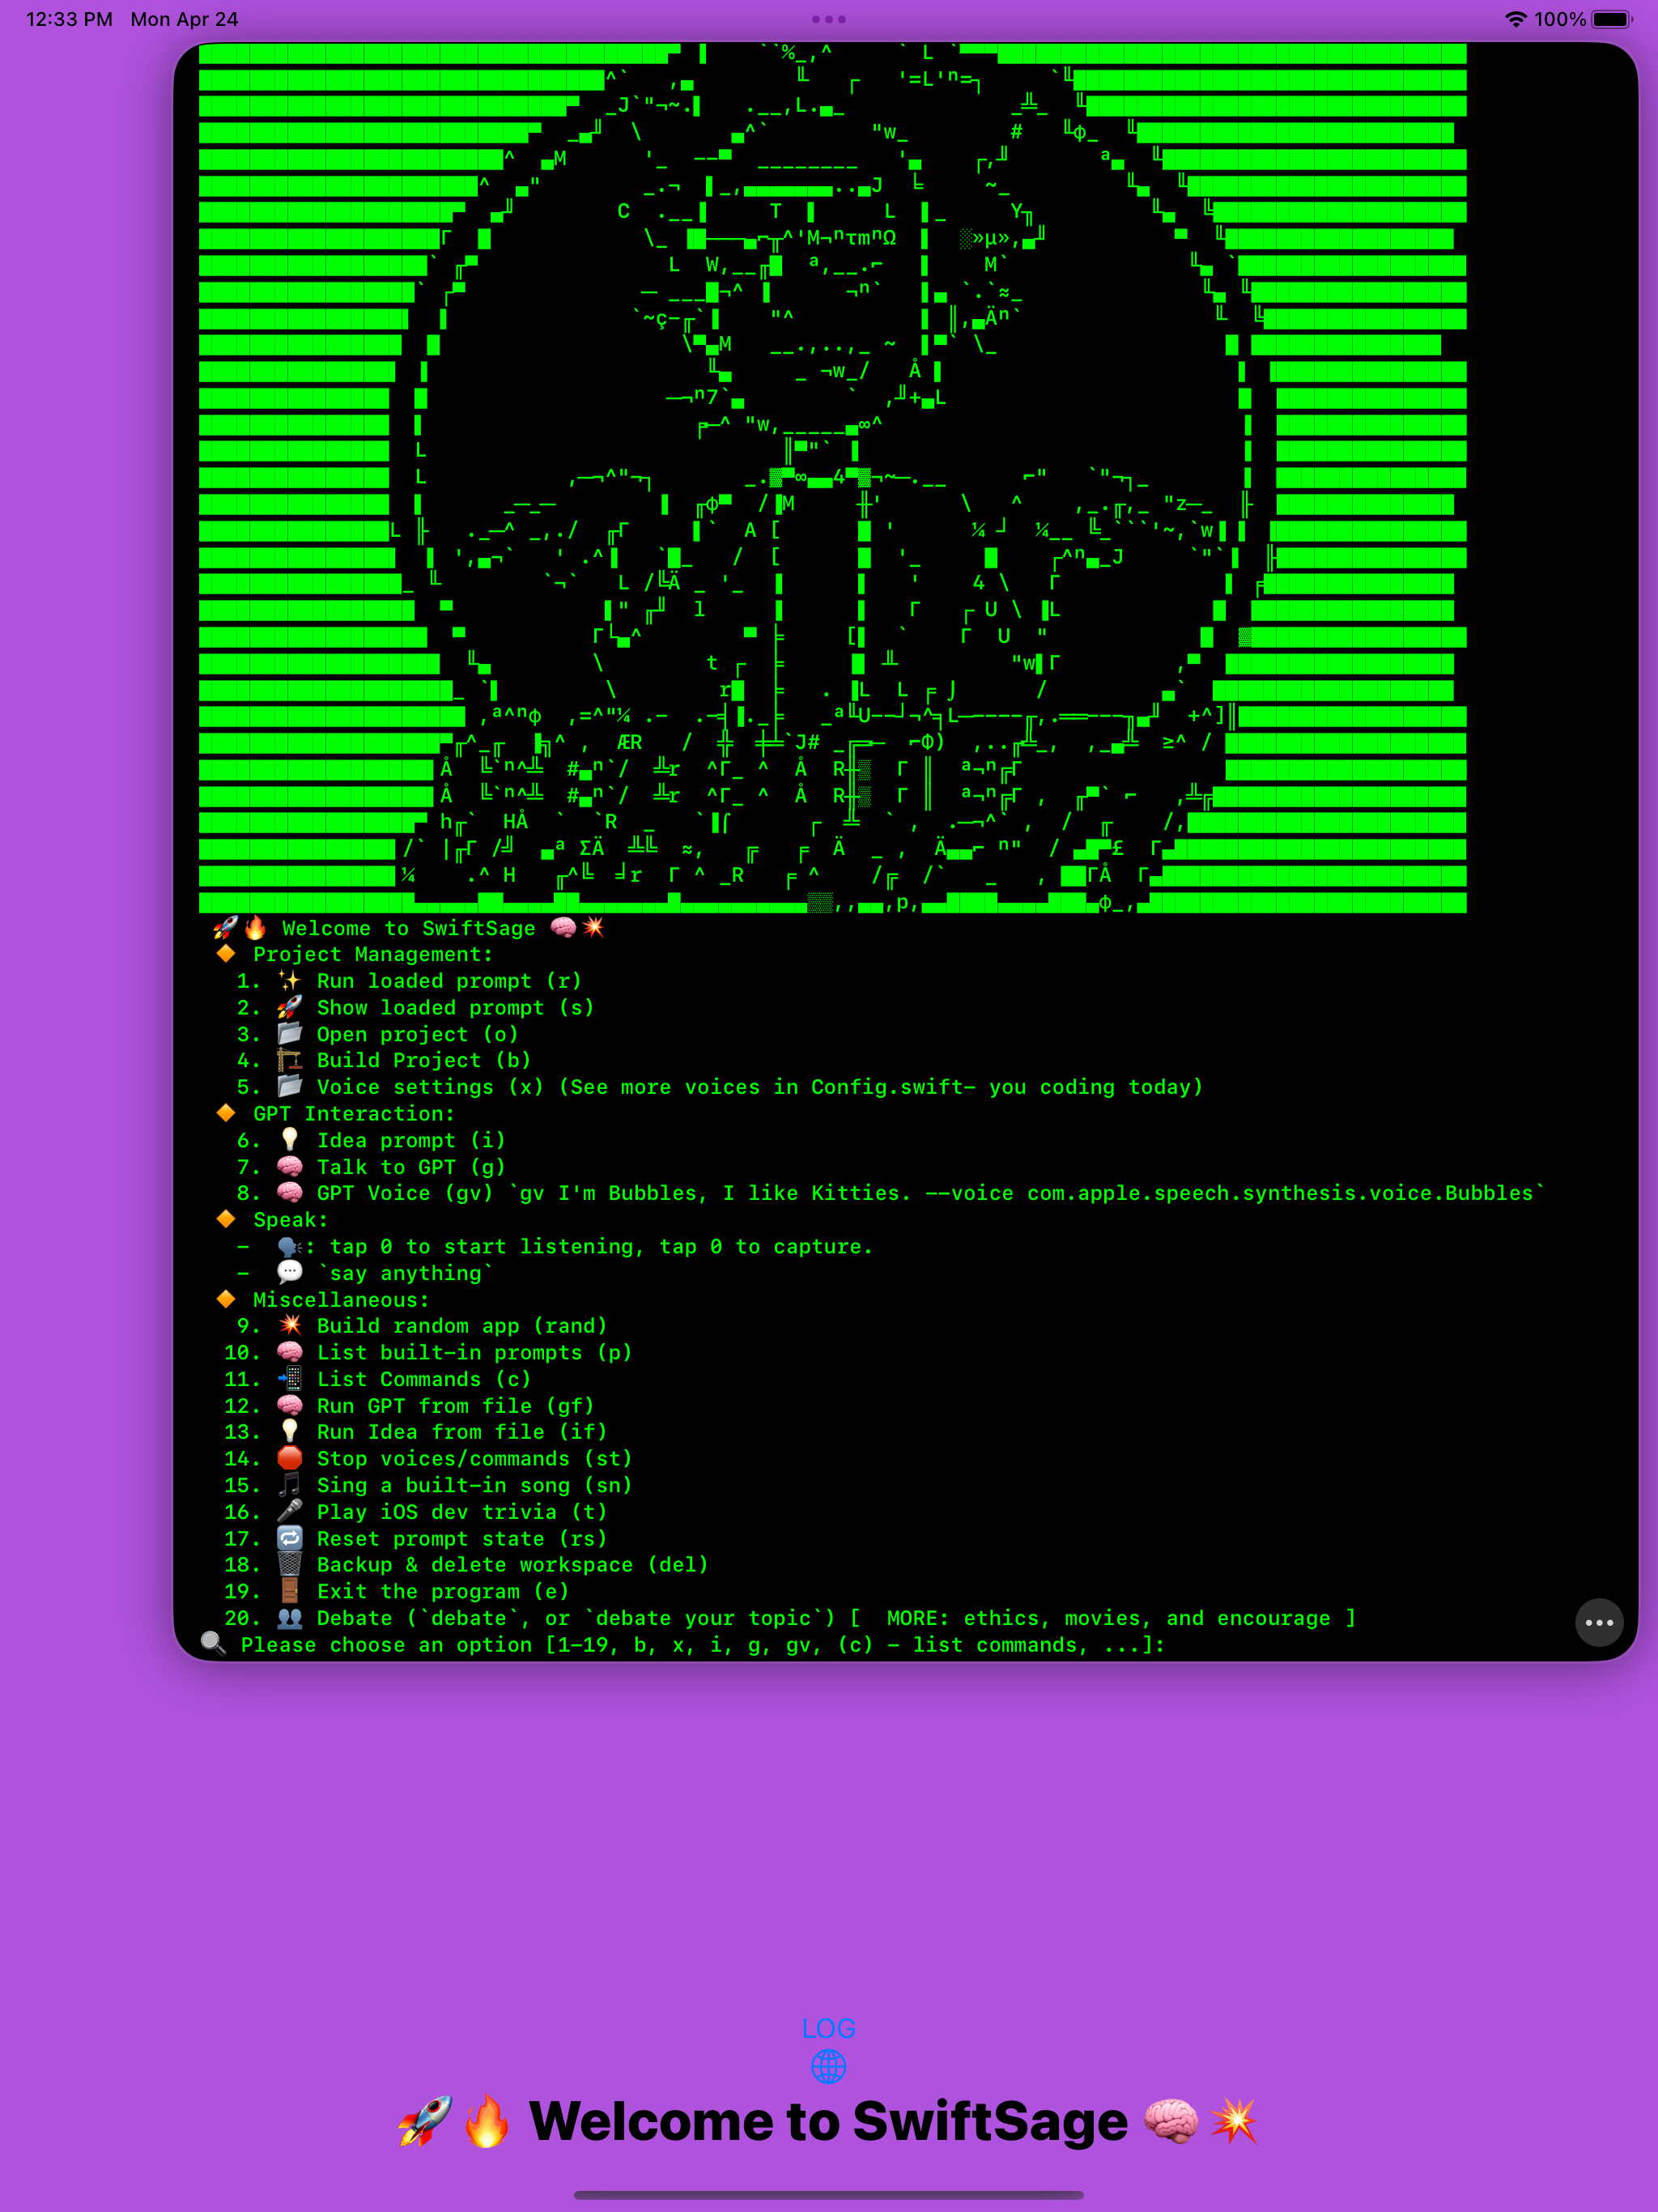 12:33 PM Mon Apr 24
100%
🚀🔥 Welcome to SwiftSage 🧠💥
🔶 Project Management:
1. ✨ Run loaded prompt (r)
2. 🚀 Show loaded prompt (s)
3. 📂 Open project (o)
4. 🏗️ Build Project (b)
5. 📂 Voice settings (x) (See more voices in Config.swift- you coding today)
🔶 GPT Interaction:
6. 💡 Idea prompt (i)
7. 🧠 Talk to GPT (g)
8. 🧠 GPT Voice (gv) `gv I'm Bubbles, I like Kitties. --voice com.apple.speech.synthesis.voice.Bubbles`
🔶 Speak:
- 🗣️: tap 0 to start listening, tap 0 to capture.
- 💬 `say anything`
🔶 Miscellaneous:
9. 💥 Build random app (rand)
10. 🧠 List built-in prompts (p)
11. 📲 List Commands (c)
12. 🧠 Run GPT from file (gf)
13. 💡 Run Idea from file (if)
14. 🛑 Stop voices/commands (st)
15. 🎵 Sing a built-in song (sn)
16. 🎤 Play iOS dev trivia (t)
17. 🔁 Reset prompt state (rs)
18. 🗑️ Backup & delete workspace (del)
19. 🚪 Exit the program (e)
20. 👥 Debate (`debate`, or `debate your topic`) [  MORE: ethics, movies, and encourage ]
🔍 Please choose an option [1-19, b, x, i, g, gv, (c) - list commands, ...]:
LOG
🚀🔥 Welcome to SwiftSage 🧠💥